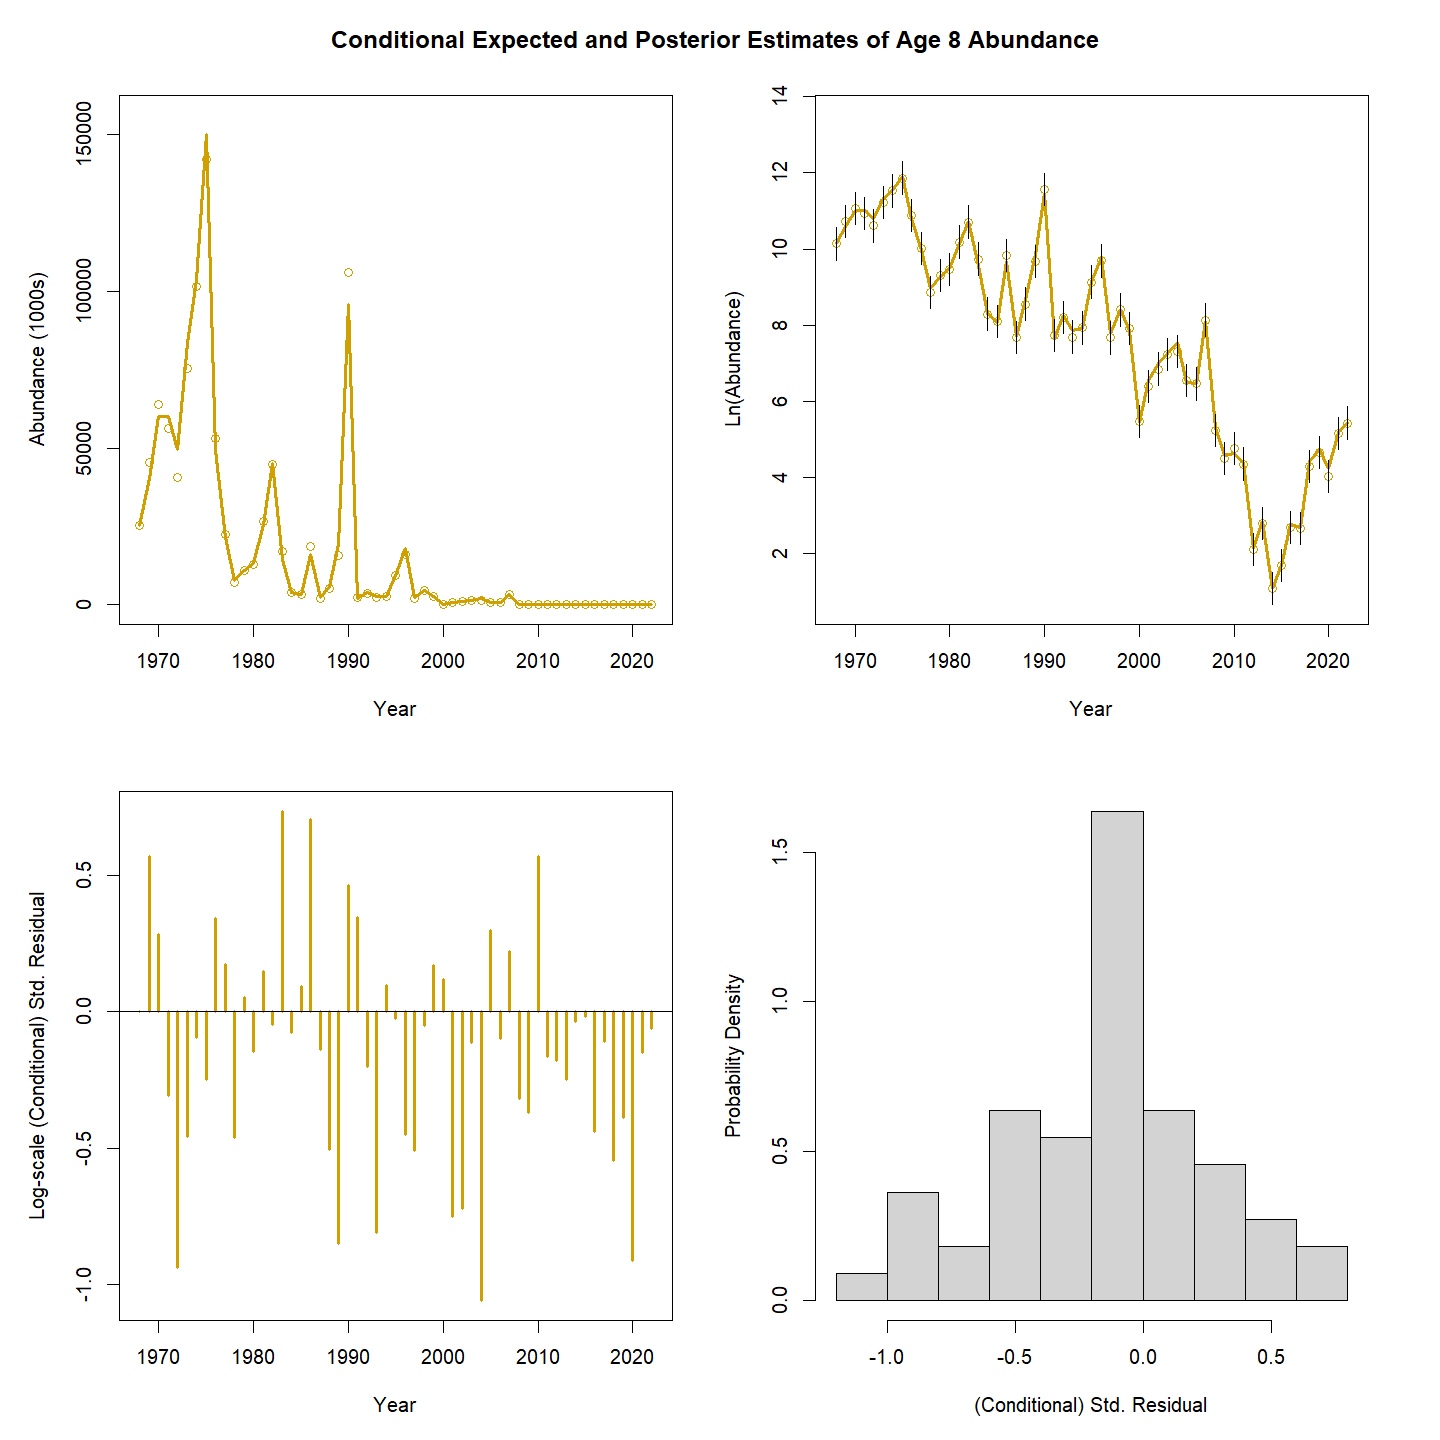 Conditional Expected and Posterior Estimates of Age 8 Abundance
Abundance (1000s)
150000
100000
50000
0
1970 1980 1990 2000 2010 2020
Year
Ln(Abundance)
14
12
10
8
6
4
2
1970 1980 1990 2000 2010 2020
Year
Log-scale (Conditional) Std. Residual
0.5
0.0
-0.5
-1.0
1970 1980 1990 2000 2010 2020
Year
Probability Density
1.5
1.0
0.5
0.0
-1.0 -0.5 0.0 0.5
(Conditional) Std. Residual